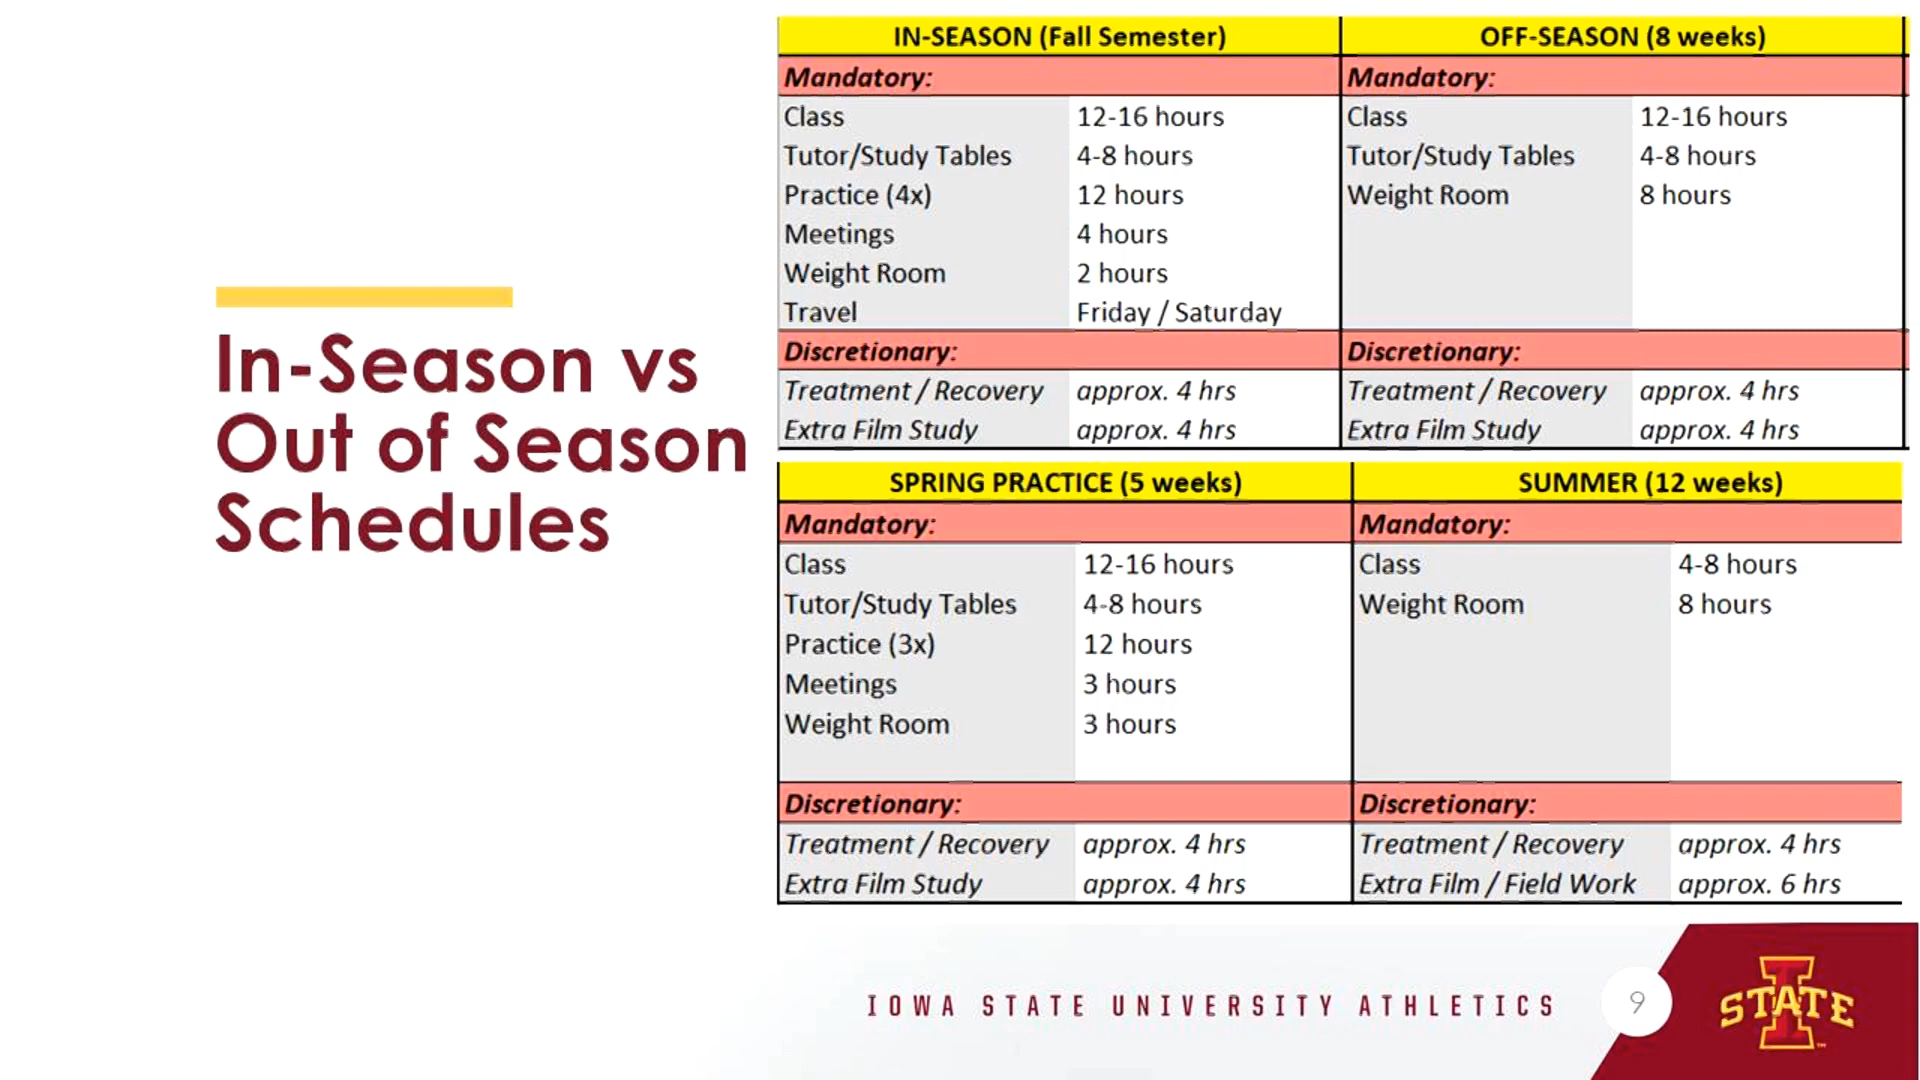 In-Season vs
Out of Season
Schedules
IN-SEASON (Fall Semester)
Mandatory:
Class 12-16 hours
Tutor/Study Tables 4-8 hours
Practice (4x) 12 hours
Meetings 4 hours
Weight Room 2 hours
Travel Friday / Saturday
Discretionary:
Treatment / Recovery approx. 4 hrs
Extra Film Study approx. 4 hrs
OFF-SEASON (8 weeks)
Mandatory:
Class 12-16 hours
Tutor/Study Tables 4-8 hours
Weight Room 8 hours
Discretionary:
Treatment / Recovery approx. 4 hrs
Extra Film Study approx. 4 hrs
SPRING PRACTICE (5 weeks)
Mandatory:
Class 12-16 hours
Tutor/Study Tables 4-8 hours
Practice (3x) 12 hours
Meetings 3 hours
Weight Room 3 hours
Discretionary:
Treatment / Recovery approx. 4 hrs
Extra Film Study approx. 4 hrs
SUMMER (12 weeks)
Mandatory:
Class 4-8 hours
Weight Room 8 hours
Discretionary:
Treatment / Recovery approx. 4 hrs
Extra Film / Field Work approx. 6 hrs
IOWA STATE UNIVERSITY ATHLETICS
9
I STATE ™